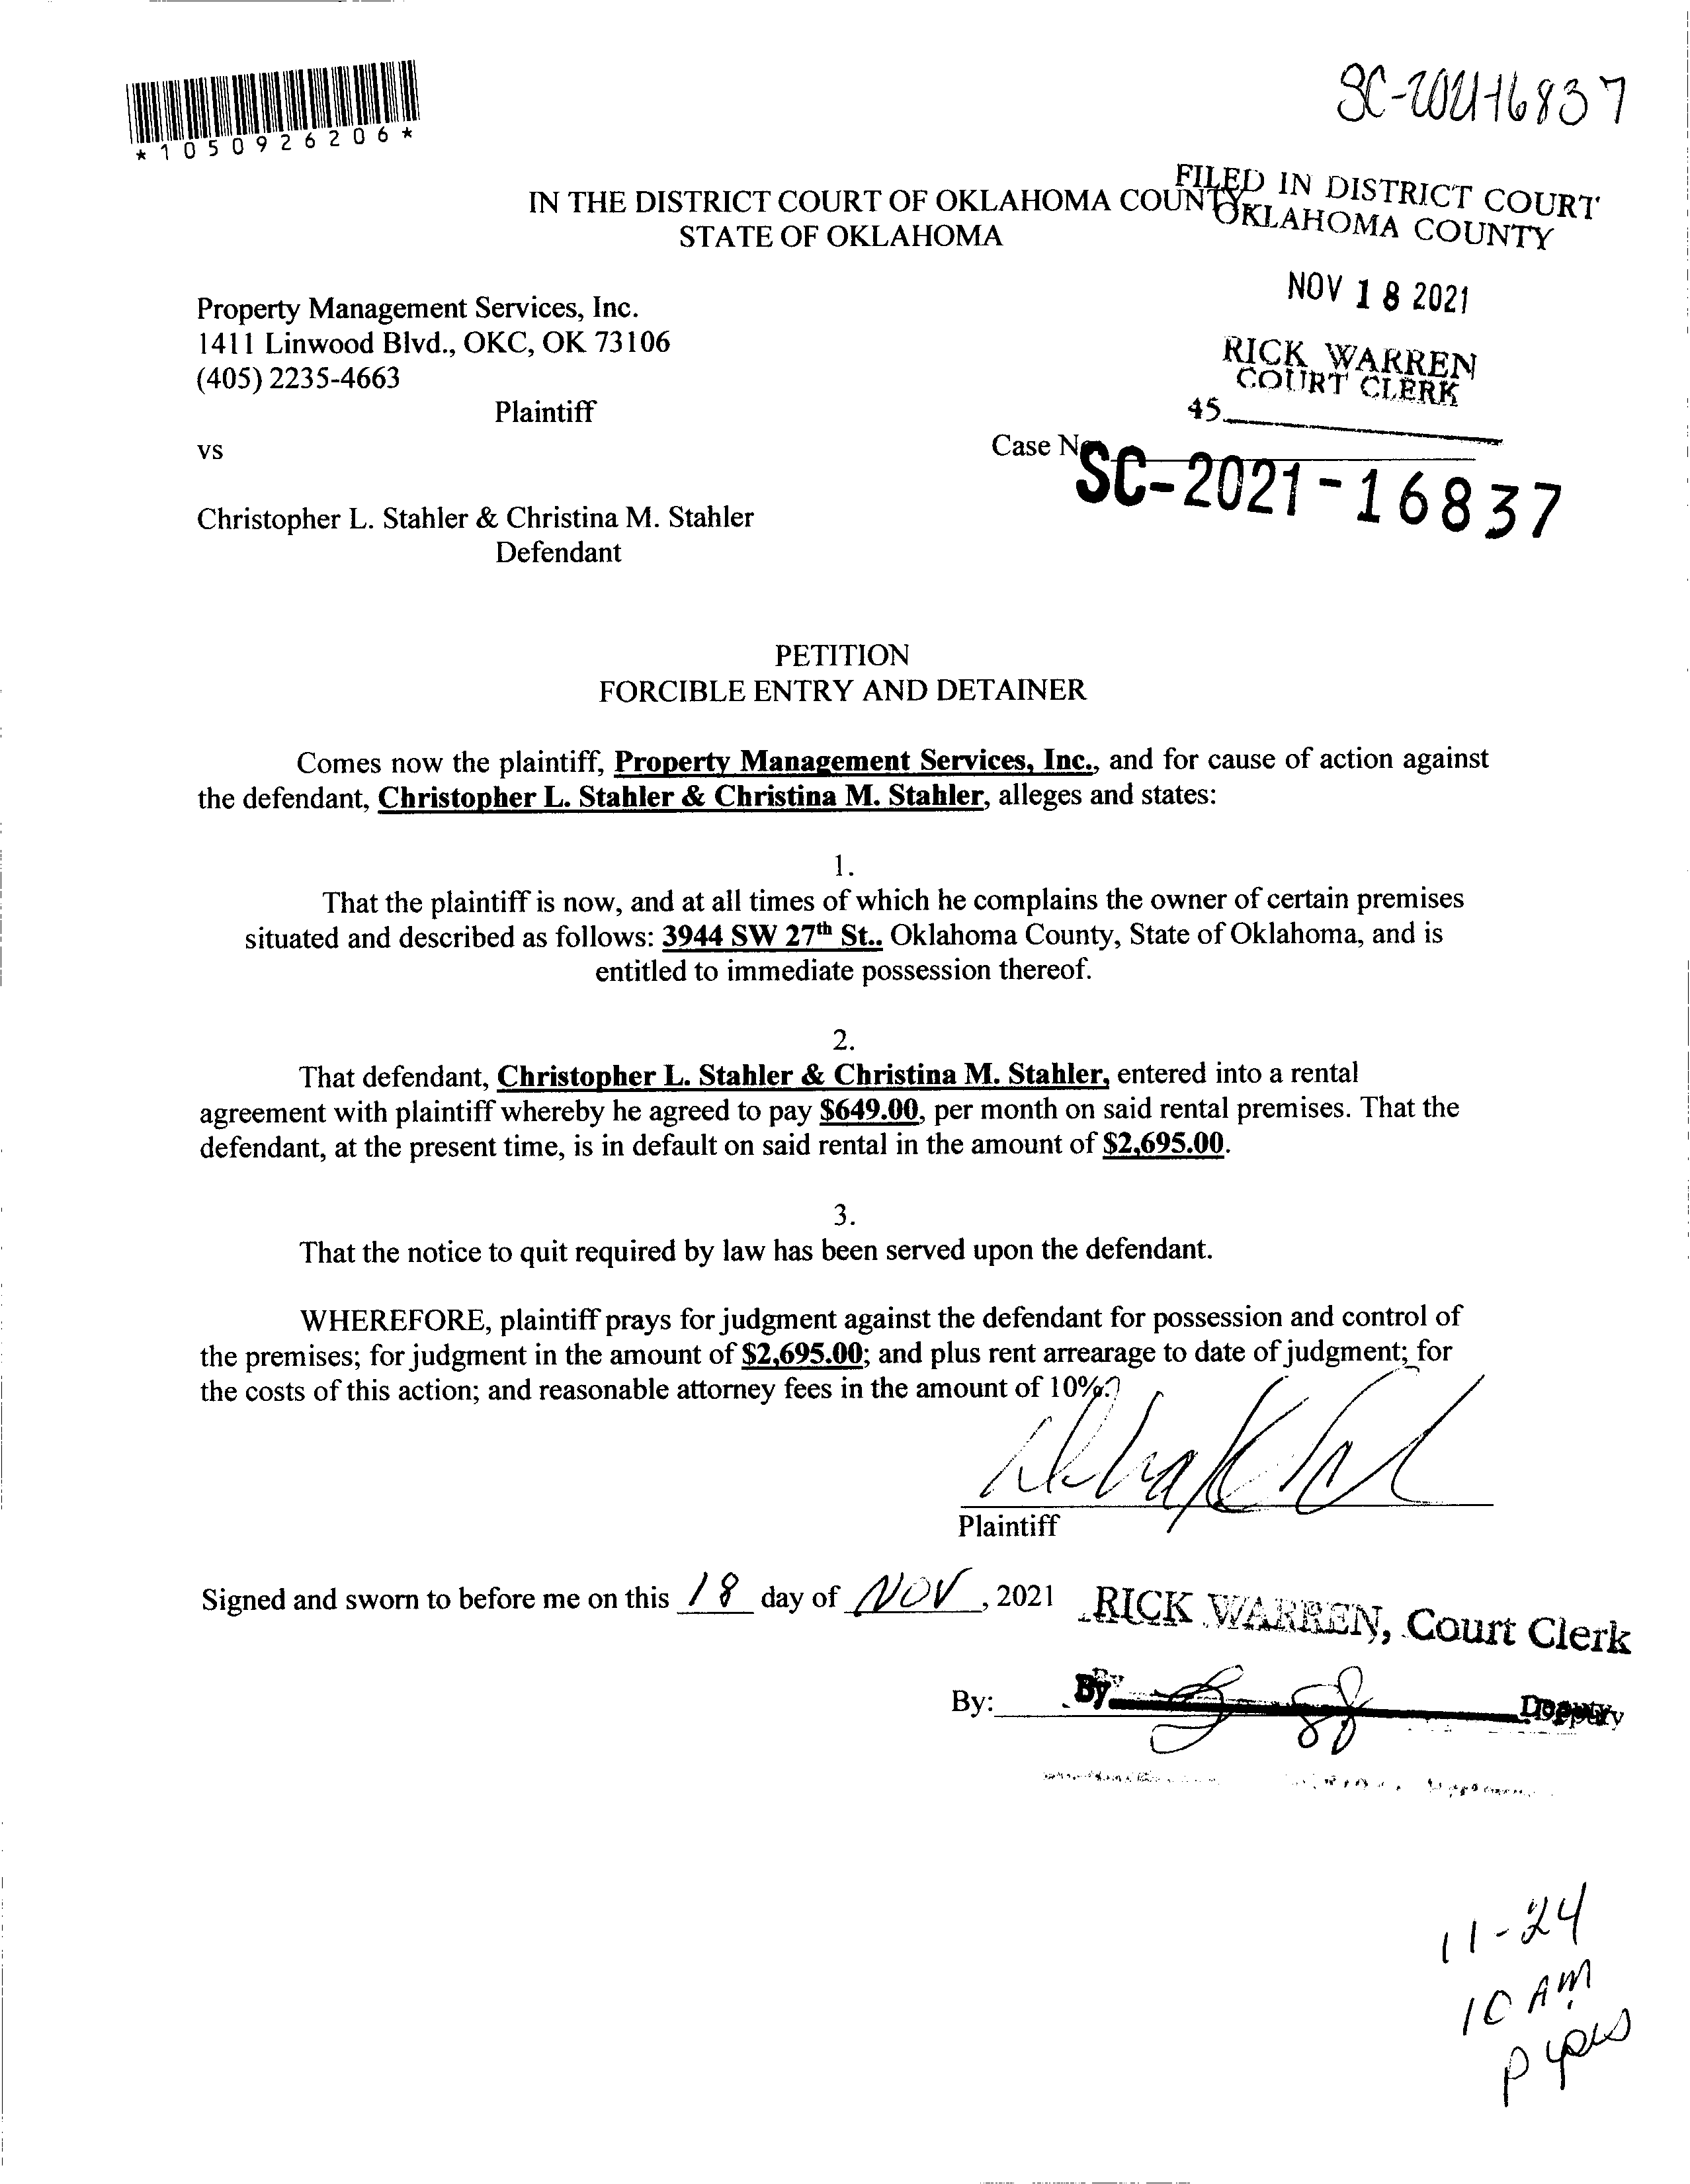 SC-2021-16837
*1050926206*
FILED IN DISTRICT COURT
OKLAHOMA COUNTY
IN THE DISTRICT COURT OF OKLAHOMA COUNTY
STATE OF OKLAHOMA
NOV 18 2021
Property Management Services, Inc.
1411 Linwood Blvd., OKC, OK 73106
(405) 2235-4663
RICK WARREN
COURT CLERK
45
Plaintiff
vs
Case No.
SC-2021-16837
Christopher L. Stahler & Christina M. Stahler
Defendant
PETITION
FORCIBLE ENTRY AND DETAINER
Comes now the plaintiff, Property Management Services, Inc., and for cause of action against
the defendant, Christopher L. Stahler & Christina M. Stahler, alleges and states:
1.
That the plaintiff is now, and at all times of which he complains the owner of certain premises
situated and described as follows: 3944 SW 27th St.. Oklahoma County, State of Oklahoma, and is
entitled to immediate possession thereof.
2.
That defendant, Christopher L. Stahler & Christina M. Stahler, entered into a rental
agreement with plaintiff whereby he agreed to pay $649.00, per month on said rental premises. That the
defendant, at the present time, is in default on said rental in the amount of $2,695.00.
3.
That the notice to quit required by law has been served upon the defendant.
WHEREFORE, plaintiff prays for judgment against the defendant for possession and control of
the premises; for judgment in the amount of $2,695.00; and plus rent arrearage to date of judgment; for
the costs of this action; and reasonable attorney fees in the amount of 10%.
Plaintiff
Signed and sworn to before me on this 18 day of NOV, 2021
RICK WARREN, Court Clerk
By: By Deputy
11-24
10 AM